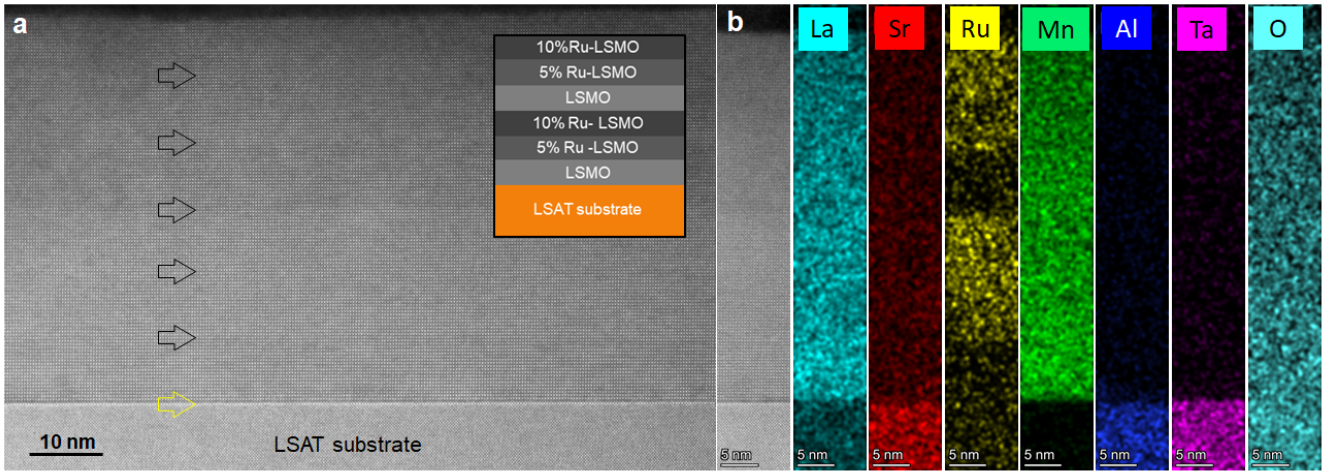 a
10%Ru-LSMO
5% Ru-LSMO
LSMO
10% Ru- LSMO
5% Ru -LSMO
LSMO
LSAT substrate
10 nm
LSAT substrate
b
La
Sr
Ru
Mn
Al
Ta
O
5 nm
5 nm
5 nm
5 nm
5 nm
5 nm
5 nm
5 nm